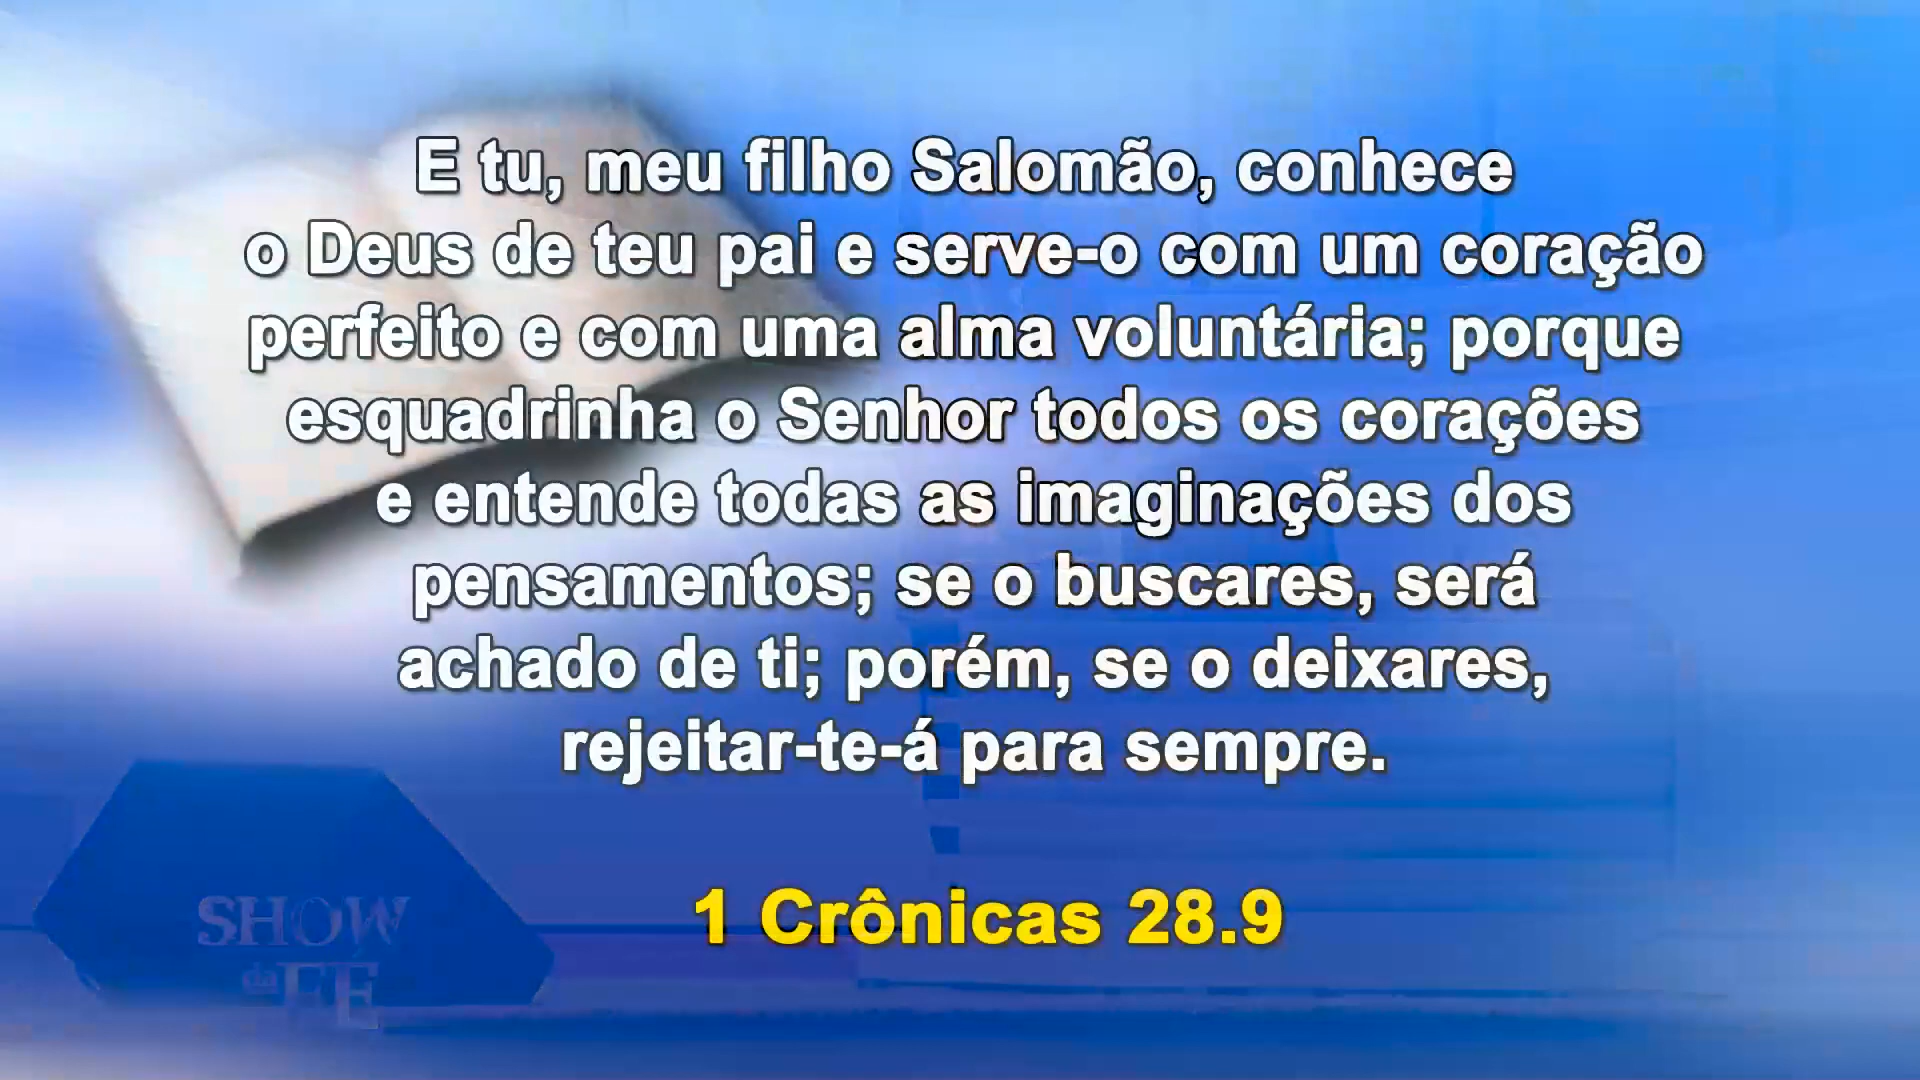 E tu, meu filho Salomão, conhece
o Deus de teu pai e serve-o com um coração
perfeito e com uma alma voluntária; porque
esquadrinha o Senhor todos os corações
e entende todas as imaginações dos
pensamentos; se o buscares, será
achado de ti; porém, se o deixares,
rejeitar-te-á para sempre.
1 Crônicas 28.9
SHOW
da FÉ